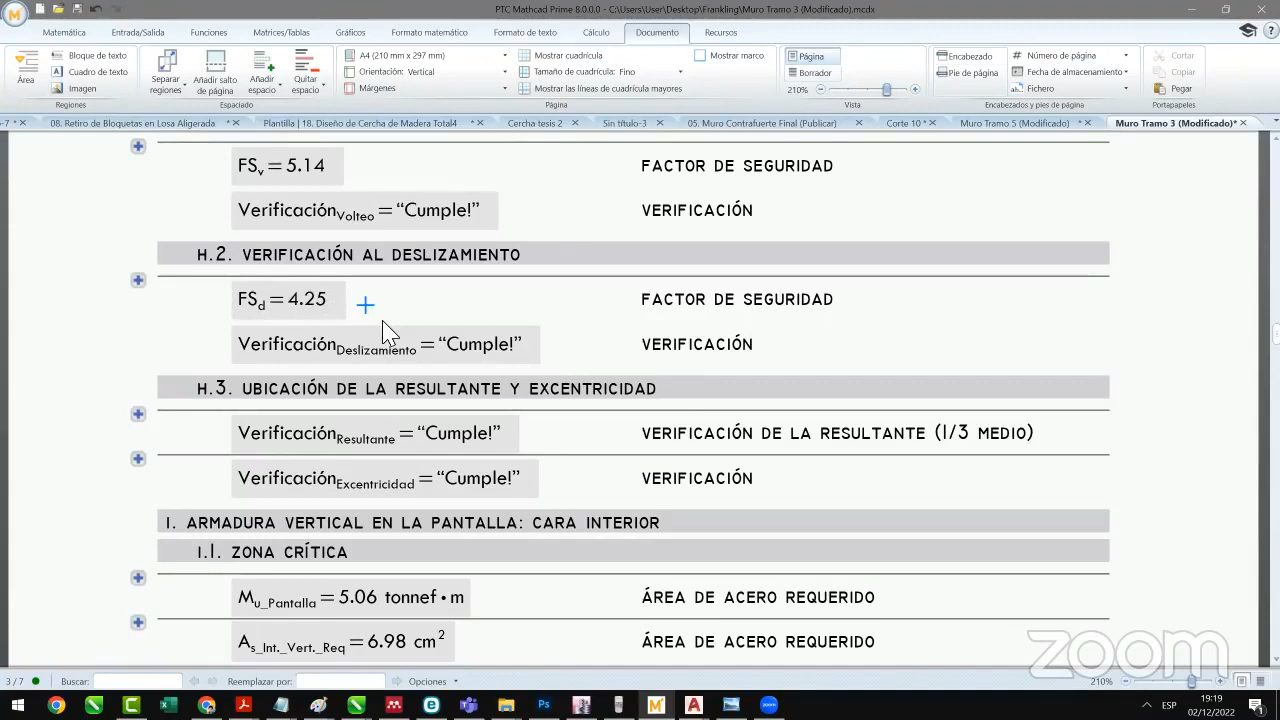 PTC Mathcad Prime 8.0.0.0 - C:\Users\User\Desktop\Frankling\Muro Tramo 3 (Modificado).mcdx
Matemática Entrada/Salida Funciones Matrices/Tablas Gráficos Formato matemático Formato de texto Cálculo Documento Recursos
Área
Bloque de texto
Cuadro de texto
Imagen
Regiones
Separar regiones
Añadir salto de página
Añadir espacio
Quitar espacio
Espaciado
A4 (210 mm x 297 mm)
Orientación: Vertical
Márgenes
Mostrar cuadrícula
Tamaño de cuadrícula: Fino
Mostrar las líneas de cuadrícula mayores
Mostrar marco
Página
Página
Borrador
210%
Vista
Encabezado
Pie de página
Número de página
Fecha de almacenamiento
Fichero
Encabezados y pies de página
Cortar
Copiar
Pegar
Portapapeles
-7 * 08. Retiro de Bloquetas en Losa Aligerada Plantilla | 18. Diseño de Cercha de Madera Total4 * Cercha tesis 2 Sin título-3 05. Muro Contrafuerte Final (Publicar) Corte 10 * Muro Tramo 5 (Modificado) * Muro Tramo 3 (Modificado)*
FSv = 5.14 FACTOR DE SEGURIDAD
VerificaciónVolteo = “Cumple!” VERIFICACIÓN
H.2. VERIFICACIÓN AL DESLIZAMIENTO
FSd = 4.25 FACTOR DE SEGURIDAD
VerificaciónDeslizamiento = “Cumple!” VERIFICACIÓN
H.3. UBICACIÓN DE LA RESULTANTE Y EXCENTRICIDAD
VerificaciónResultante = “Cumple!” VERIFICACIÓN DE LA RESULTANTE (1/3 MEDIO)
VerificaciónExcentricidad = “Cumple!” VERIFICACIÓN
I. ARMADURA VERTICAL EN LA PANTALLA: CARA INTERIOR
I.I. ZONA CRÍTICA
Mu_Pantalla = 5.06 tonnef•m ÁREA DE ACERO REQUERIDO
As_Int._Vert._Req = 6.98 cm2 ÁREA DE ACERO REQUERIDO
zoom
3 / 7 Buscar: Reemplazar por: Opciones 210%
ESP 19:19
02/12/2022